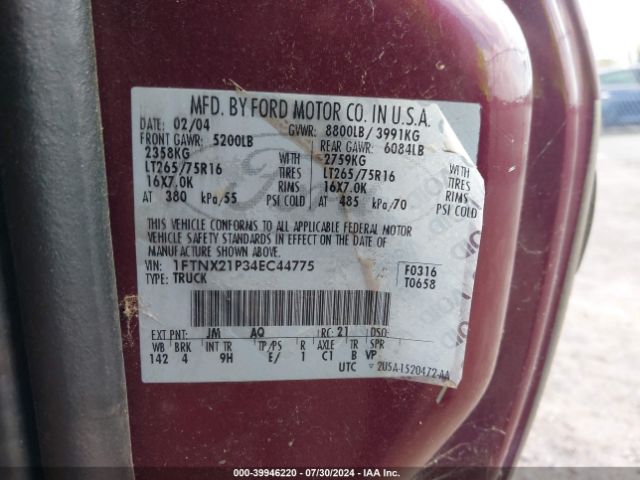 MFD. BY FORD MOTOR CO. IN U.S.A.
DATE: 02/04 GVWR: 8800LB/ 3991KG
FRONT GAWR: 5200LB REAR GAWR: 6084LB
2358KG WITH 2759KG WITH
LT265/75R16 TIRES LT265/75R16 TIRES
16X7.0K RIMS 16X7.0K RIMS
AT 380 kPa/55 PSI COLD AT 485 kPa/70 PSI COLD
THIS VEHICLE CONFORMS TO ALL APPLICABLE FEDERAL MOTOR
VEHICLE SAFETY STANDARDS IN EFFECT ON THE DATE OF
MANUFACTURE SHOWN ABOVE.
VIN: 1FTNX21P34EC44775 F0316
TYPE: TRUCK T0658
EXT PNT: JM AQ RC: 21 DSO:
WB BRK INT TR TP/PS R AXLE TR SPR
142 4 9H E/ 1 C1 B VP
UTC ▽ 2USA-1520472-AA
000-39946220 - 07/30/2024 - IAA Inc.